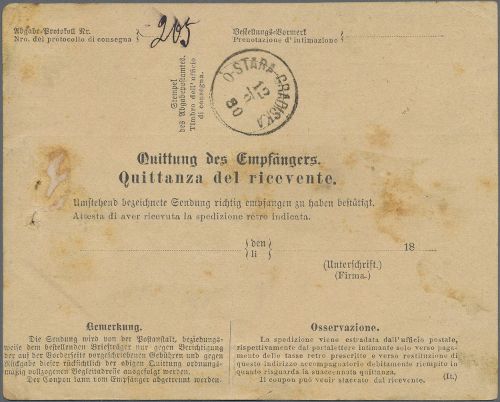 Abgabs-Protokoll Nr.
Nro. del protocollo di consegna
205
Bestellungs-Vormerk
Prenotazione d'intimazione
Stempel
des Abgabepostamtes.
Timbro dell'ufficio
di consegna.
O-STARA-GRADISKA
12
80
Quittung des Empfängers.
Quittanza del ricevente.
Umstehend bezeichnete Sendung richtig empfangen zu haben bestätigt.
Attesta di aver ricevuta la spedizione retro indicata.
den
li
18
(Unterschrift.)
(Firma.)
Bemerkung.
Die Sendung wird von der Postanstalt, beziehungs-
weise dem bestellenden Briefträger nur gegen Berichtigung
der auf der Vorderseite vorgeschriebenen Gebühren und gegen
Rückgabe dieser rücksichtlich der obigen Quittung ordnungs-
mäßig vollzogenen Begleitadresse ausgefolgt werden.
Der Coupon kann vom Empfänger abgetrennt werden.
Osservazione.
La spedizione viene estradata dall'ufficio postale,
rispettivamente dal portalettere intimante solo verso paga-
mento delle tasse retro prescritte e verso restituzione di
questo indirizzo accompagnatorio debitamente riempito in
quanto risguarda la suaccennata quittanza.
Il coupon può venir staccato dal ricevente.
(It.)